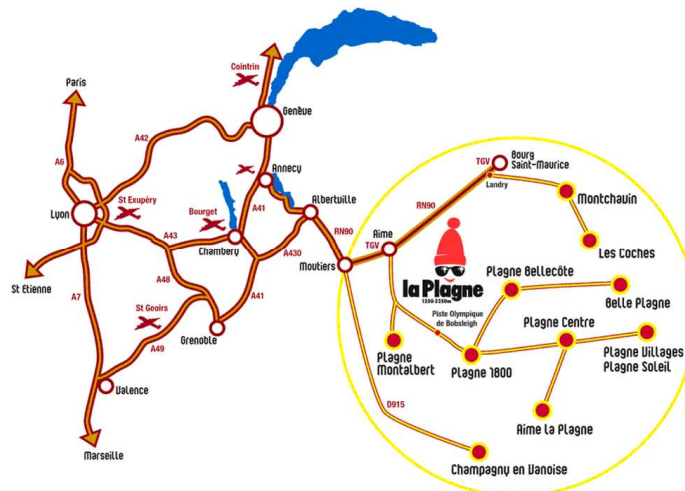 Cointrin
Paris
Genève
A42
A6
TGV
Bourg
Saint-Maurice
Landry
Annecy
Montchavin
St Exupéry
Lyon
Bourget
A41
Albertville
RN90
A43
RN90
Aime
Les Coches
Chambery
A430
TGV
Moutiers
la Plagne
1250-3250m
Plagne Bellecôte
St Etienne
A48
A7
A41
Belle Plagne
St Geoirs
Piste Olympique
de Bobsleigh
Plagne Centre
Grenoble
A49
Plagne
Montalbert
Plagne 1800
Plagne Villages
Plagne Soleil
Valence
D915
Aime la Plagne
Marseille
Champagny en Vanoise